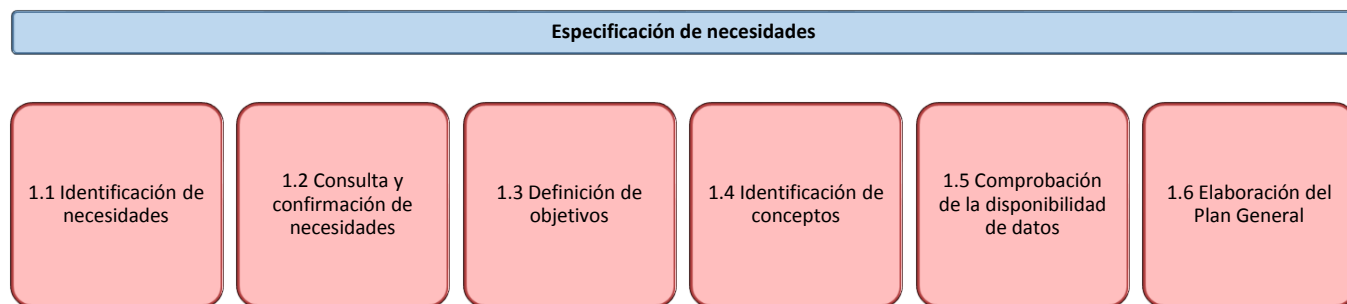 Especificación de necesidades
1.1 Identificación de
necesidades
1.2 Consulta y
confirmación de
necesidades
1.3 Definición de
objetivos
1.4 Identificación de
conceptos
1.5 Comprobación
de la disponibilidad
de datos
1.6 Elaboración del
Plan General